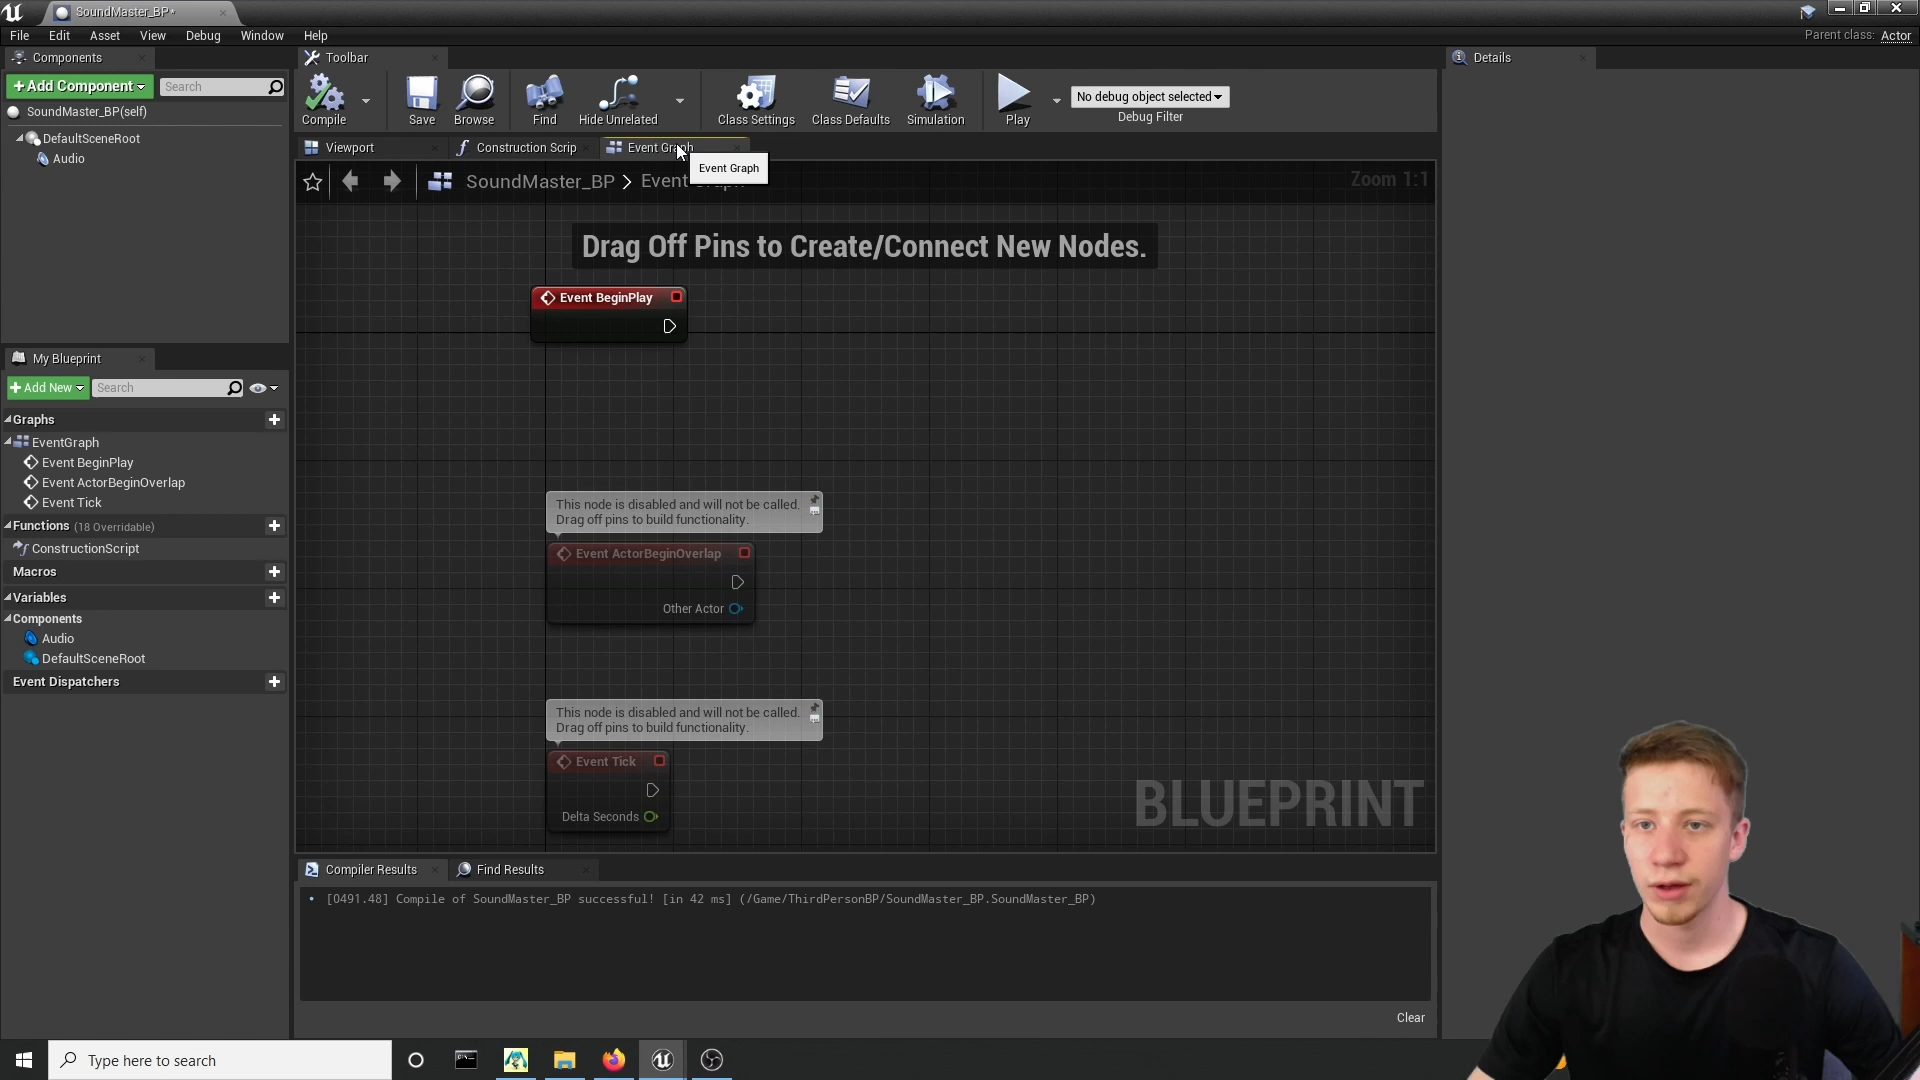 SoundMaster_BP*
File Edit Asset View Debug Window Help
Parent class: Actor
Components
+ Add Component
Search
SoundMaster_BP(self)
DefaultSceneRoot
Audio
My Blueprint
+ Add New
Search
Graphs
EventGraph
Event BeginPlay
Event ActorBeginOverlap
Event Tick
Functions (18 Overridable)
ConstructionScript
Macros
Variables
Components
Audio
DefaultSceneRoot
Event Dispatchers
Toolbar
Compile
Save
Browse
Find
Hide Unrelated
Class Settings
Class Defaults
Simulation
Play
No debug object selected
Debug Filter
Viewport
Construction Scrip
Event Graph
Event Graph
SoundMaster_BP > Event Graph
Zoom 1:1
Drag Off Pins to Create/Connect New Nodes.
Event BeginPlay
This node is disabled and will not be called.
Drag off pins to build functionality.
Event ActorBeginOverlap
Other Actor
This node is disabled and will not be called.
Drag off pins to build functionality.
Event Tick
Delta Seconds
BLUEPRINT
Compiler Results
Find Results
[0491.48] Compile of SoundMaster_BP successful! [in 42 ms] (/Game/ThirdPersonBP/SoundMaster_BP.SoundMaster_BP)
Clear
Details
Type here to search